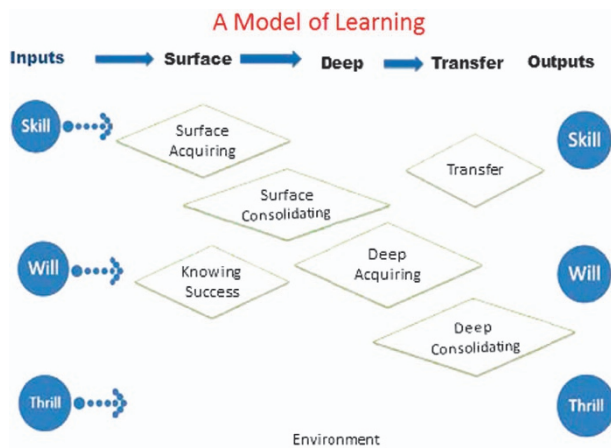 A Model of Learning
Inputs Surface Deep Transfer Outputs
Skill
Surface
Acquiring
Transfer
Skill
Surface
Consolidating
Will
Knowing
Success
Deep
Acquiring
Will
Deep
Consolidating
Thrill
Thrill
Environment